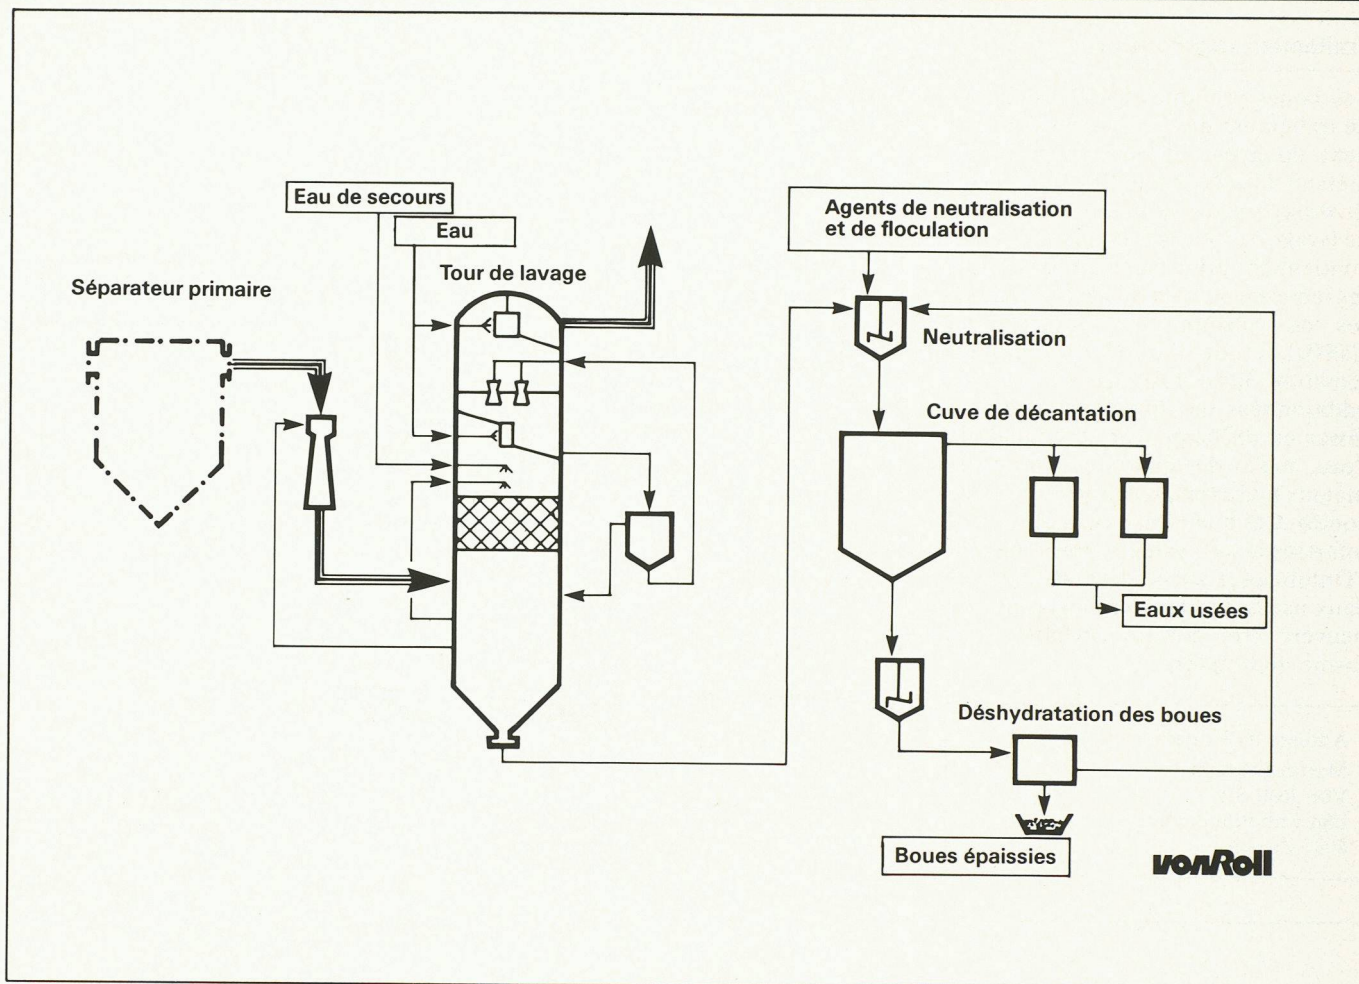 Eau de secours
Eau
Tour de lavage
Séparateur primaire
Agents de neutralisation
et de floculation
Neutralisation
Cuve de décantation
Eaux usées
Déshydratation des boues
Boues épaissies
vonRoll